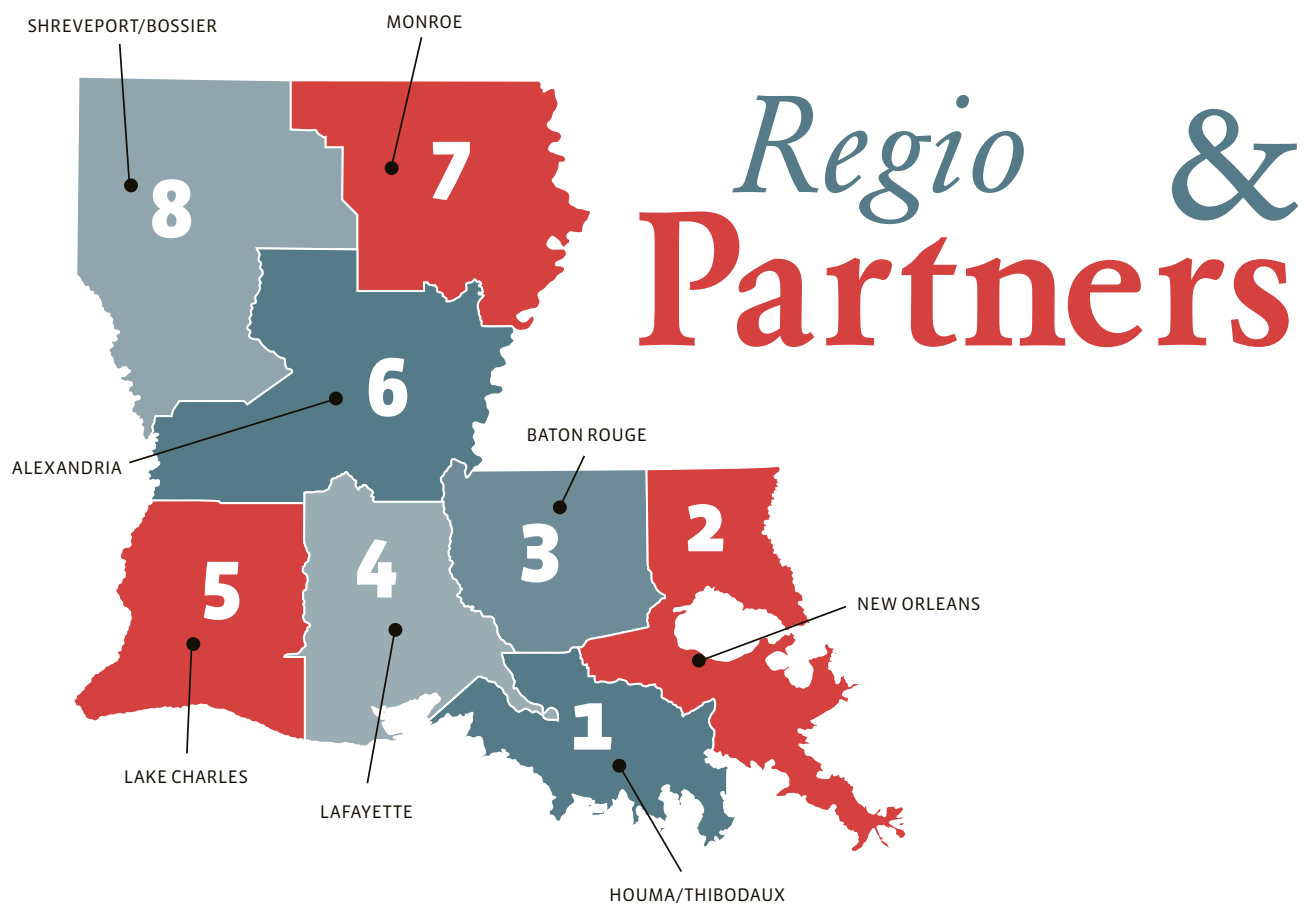 SHREVEPORT/BOSSIER
MONROE
Regio &
Partners
8
7
6
ALEXANDRIA
BATON ROUGE
5
4
3
2
NEW ORLEANS
1
LAKE CHARLES
LAFAYETTE
HOUMA/THIBODAUX